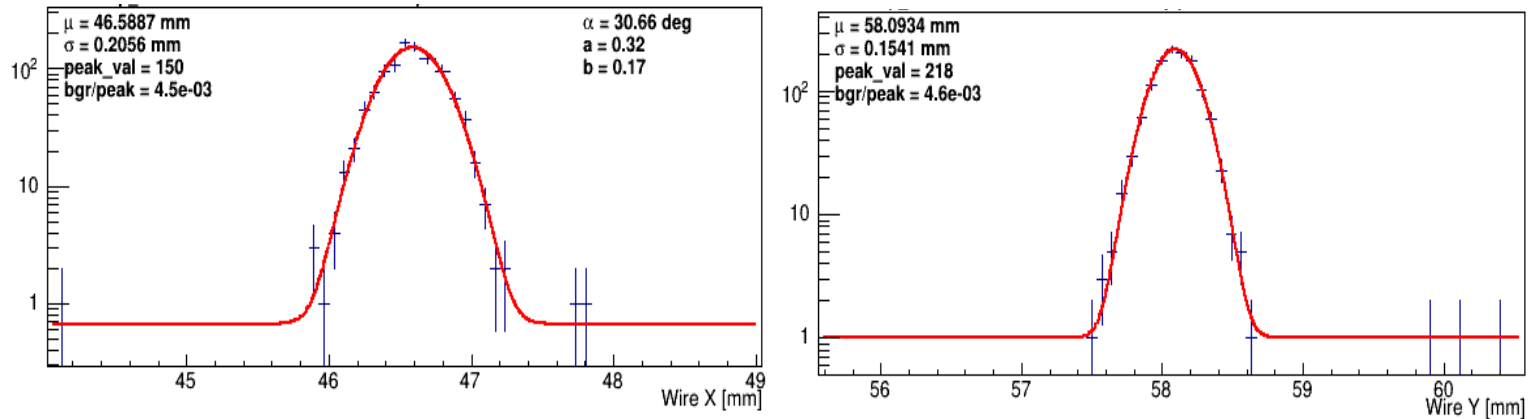 μ = 46.5887 mm
σ = 0.2056 mm
peak_val = 150
bgr/peak = 4.5e-03
α = 30.66 deg
a = 0.32
b = 0.17
10²
10
1
45 46 47 48 49
Wire X [mm]
μ = 58.0934 mm
σ = 0.1541 mm
peak_val = 218
bgr/peak = 4.6e-03
10²
10
1
56 57 58 59 60
Wire Y [mm]